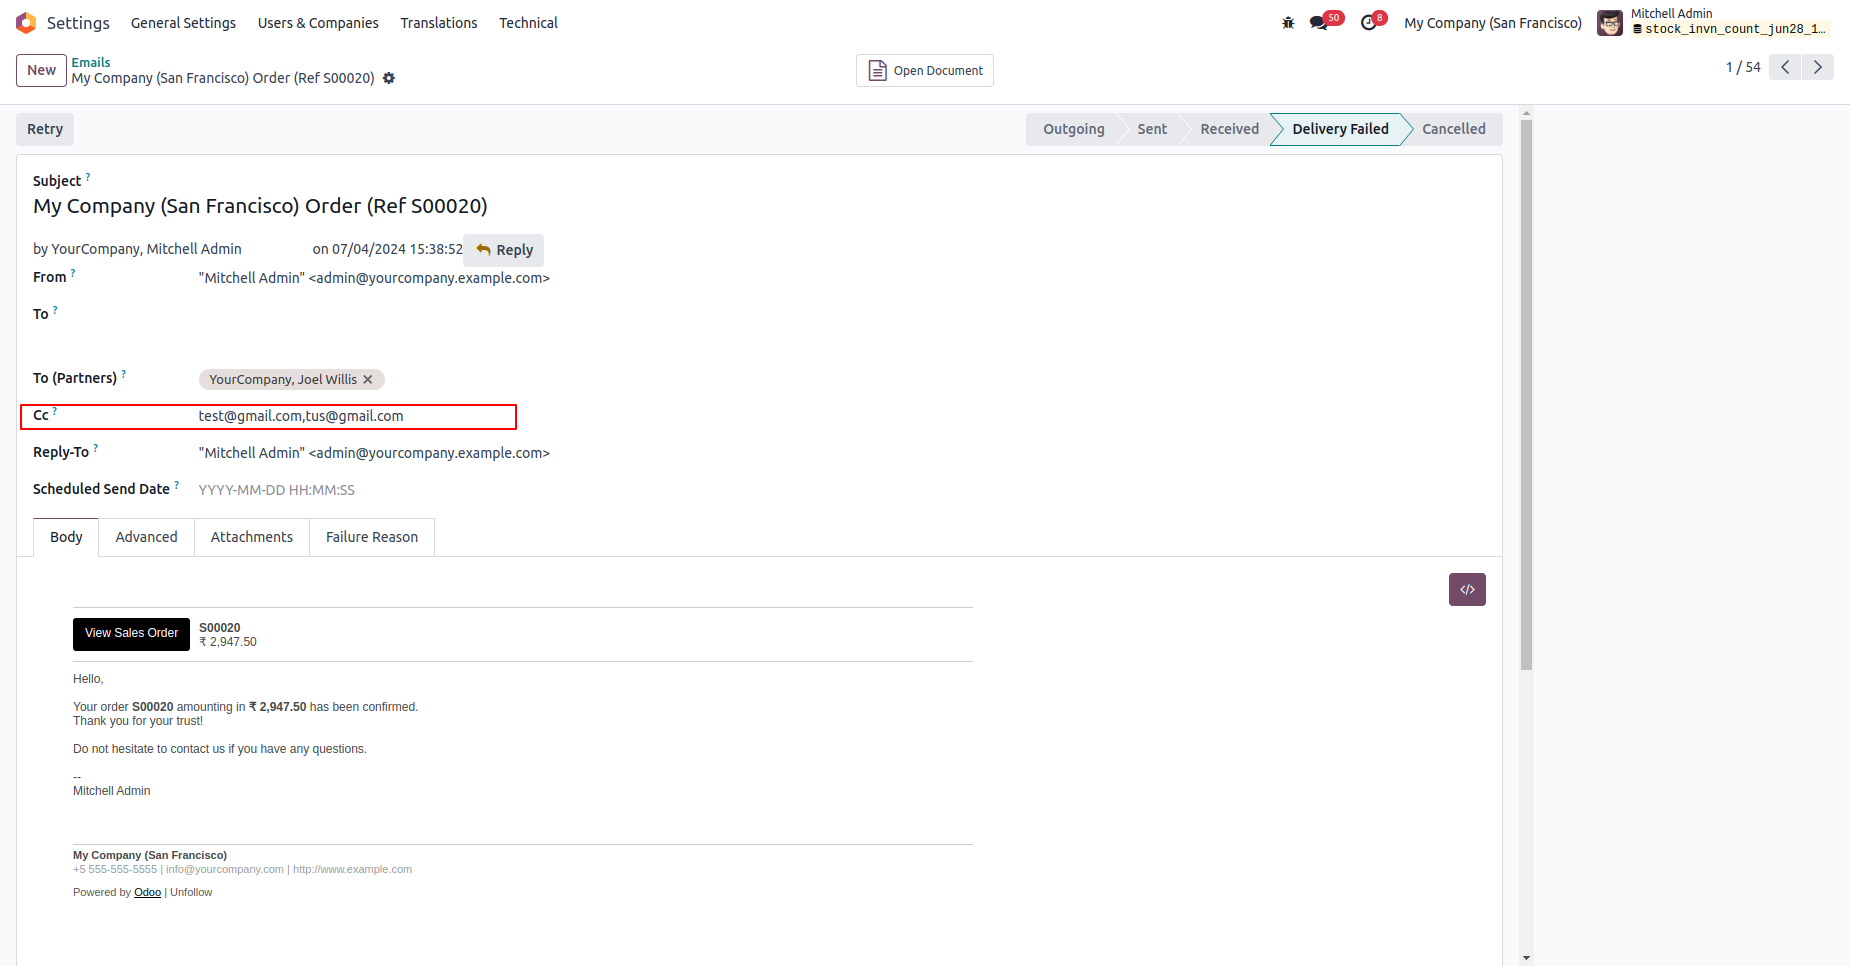 Settings General Settings Users & Companies Translations Technical 50 8 My Company (San Francisco) Mitchell Admin
stock_invn_count_jun28_1…
New Emails
My Company (San Francisco) Order (Ref S00020)
Open Document
1 / 54
Retry Outgoing Sent Received Delivery Failed Cancelled
Subject ?
My Company (San Francisco) Order (Ref S00020)
by YourCompany, Mitchell Admin on 07/04/2024 15:38:52 Reply
From ? "Mitchell Admin" <admin@yourcompany.example.com>
To ?
To (Partners) ? YourCompany, Joel Willis ✕
Cc ? test@gmail.com,tus@gmail.com
Reply-To ? "Mitchell Admin" <admin@yourcompany.example.com>
Scheduled Send Date ? YYYY-MM-DD HH:MM:SS
Body Advanced Attachments Failure Reason
</>
View Sales Order S00020
₹ 2,947.50
Hello,
Your order S00020 amounting in ₹ 2,947.50 has been confirmed.
Thank you for your trust!
Do not hesitate to contact us if you have any questions.
--
Mitchell Admin
My Company (San Francisco)
+5 555-555-5555 | info@yourcompany.com | http://www.example.com
Powered by Odoo | Unfollow